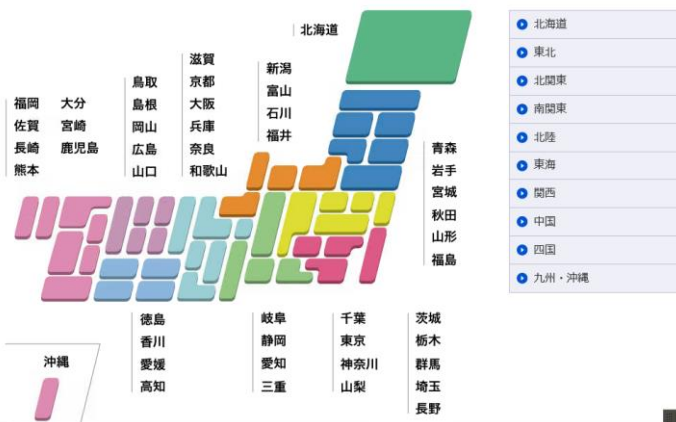 北海道
滋賀
京都
大阪
兵庫
奈良
和歌山
新潟
富山
石川
福井
鳥取
島根
岡山
広島
山口
福岡 大分
佐賀 宮崎
長崎 鹿児島
熊本
青森
岩手
宮城
秋田
山形
福島
徳島
香川
愛媛
高知
岐阜
静岡
愛知
三重
千葉
東京
神奈川
山梨
茨城
栃木
群馬
埼玉
長野
沖縄
北海道
東北
北関東
南関東
北陸
東海
関西
中国
四国
九州・沖縄